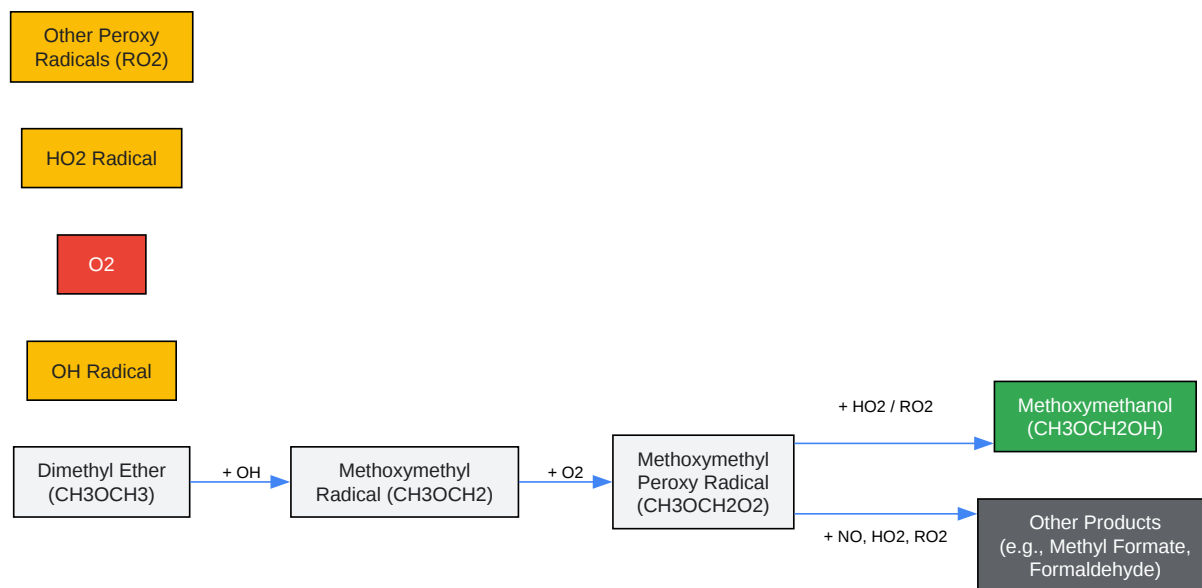 Other Peroxy
Radicals (RO2)
HO2 Radical
O2
OH Radical
Dimethyl Ether
(CH3OCH3)
+ OH
Methoxymethyl
Radical (CH3OCH2)
+ O2
Methoxymethyl
Peroxy Radical
(CH3OCH2O2)
+ HO2 / RO2
Methoxymethanol
(CH3OCH2OH)
+ NO, HO2, RO2
Other Products
(e.g., Methyl Formate,
Formaldehyde)